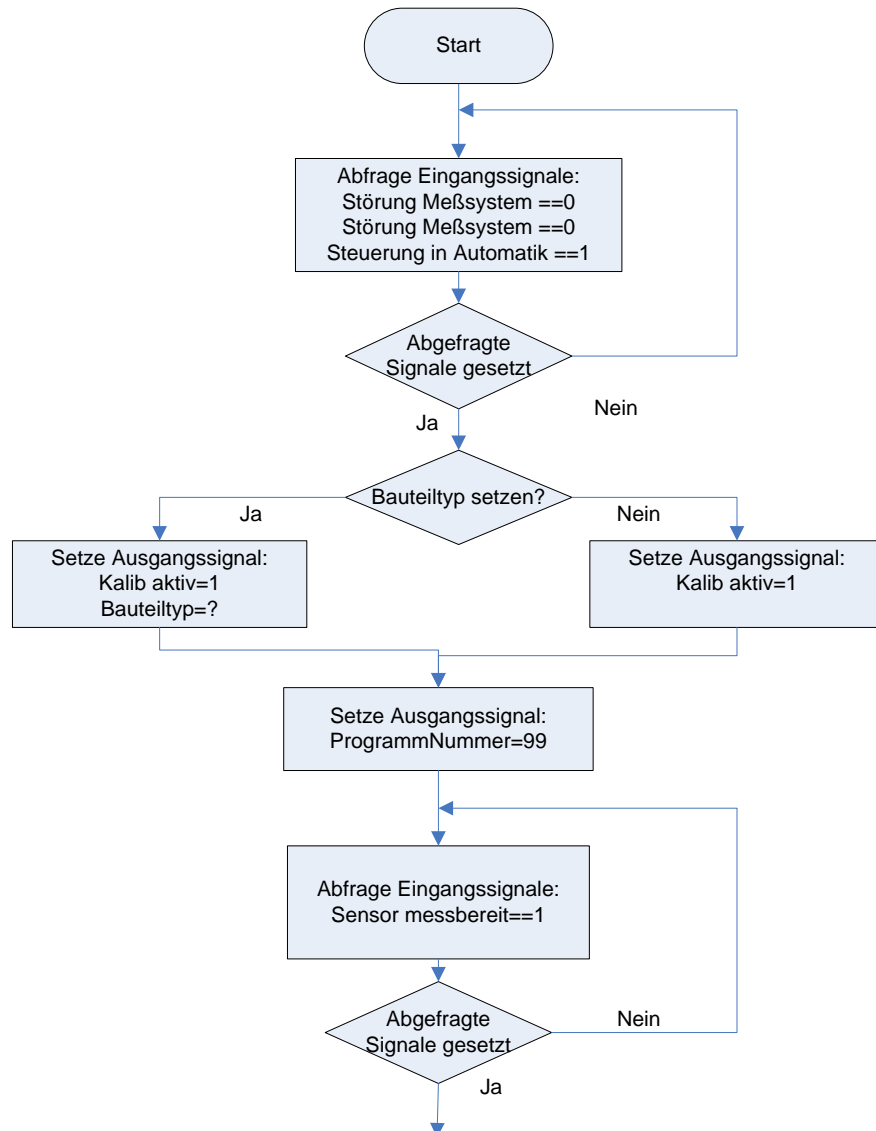 Start
Abfrage Eingangssignale:
Störung Meßsystem ==0
Störung Meßsystem ==0
Steuerung in Automatik ==1
Abgefragte
Signale gesetzt
Nein
Ja
Bauteiltyp setzen?
Ja
Nein
Setze Ausgangssignal:
Kalib aktiv=1
Bauteiltyp=?
Setze Ausgangssignal:
Kalib aktiv=1
Setze Ausgangssignal:
ProgrammNummer=99
Abfrage Eingangssignale:
Sensor messbereit==1
Abgefragte
Signale gesetzt
Nein
Ja